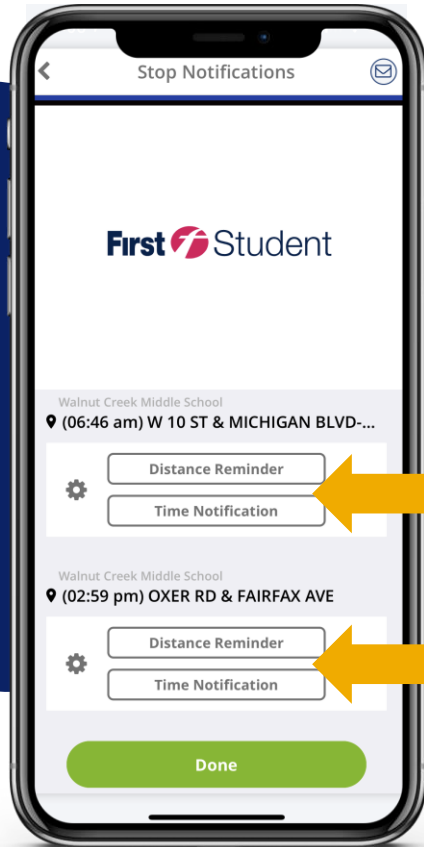 Stop Notifications
First Student
Walnut Creek Middle School
(06:46 am) W 10 ST & MICHIGAN BLVD-...
Distance Reminder
Time Notification
Walnut Creek Middle School
(02:59 pm) OXER RD & FAIRFAX AVE
Distance Reminder
Time Notification
Done